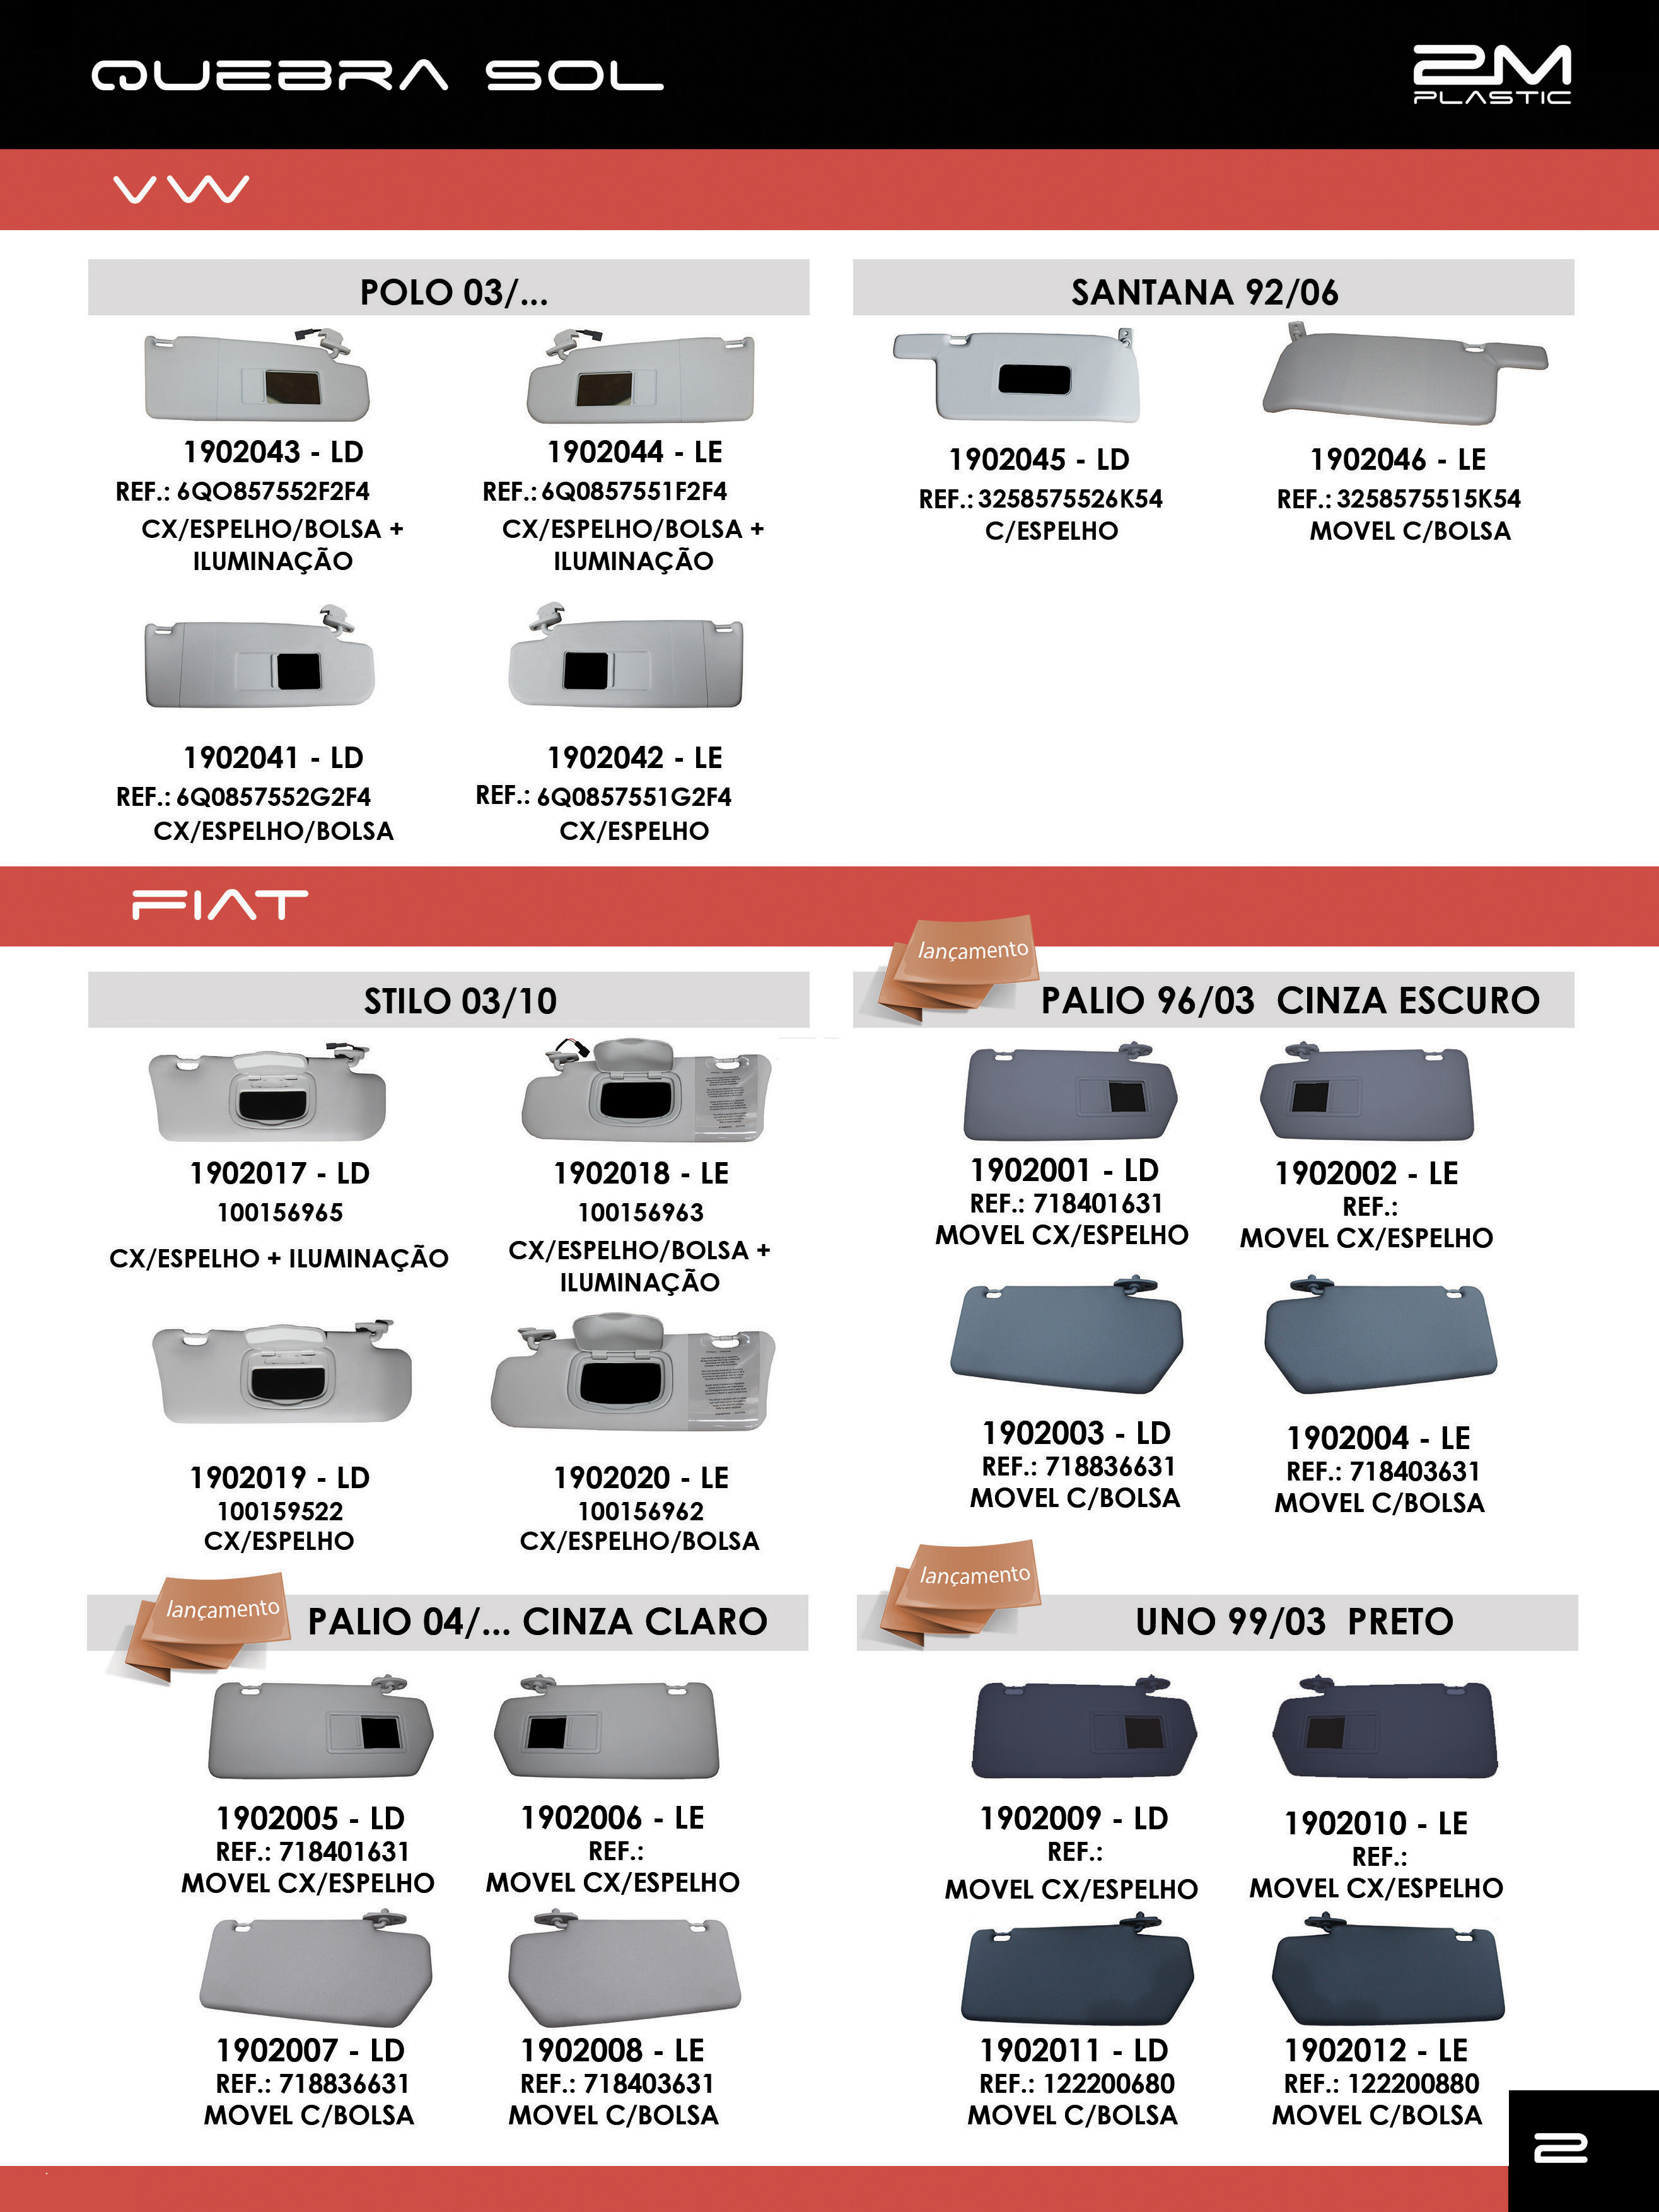 QUEBRA SOL
2M
PLASTIC
VW
POLO 03/...
1902043 - LD
REF.: 6QO857552F2F4
CX/ESPELHO/BOLSA +
ILUMINAÇÃO
1902044 - LE
REF.: 6Q0857551F2F4
CX/ESPELHO/BOLSA +
ILUMINAÇÃO
1902041 - LD
REF.: 6Q0857552G2F4
CX/ESPELHO/BOLSA
1902042 - LE
REF.: 6Q0857551G2F4
CX/ESPELHO
SANTANA 92/06
1902045 - LD
REF.: 3258575526K54
C/ESPELHO
1902046 - LE
REF.: 3258575515K54
MOVEL C/BOLSA
FIAT
STILO 03/10
1902017 - LD
100156965
CX/ESPELHO + ILUMINAÇÃO
1902018 - LE
100156963
CX/ESPELHO/BOLSA +
ILUMINAÇÃO
1902019 - LD
100159522
CX/ESPELHO
1902020 - LE
100156962
CX/ESPELHO/BOLSA
lançamento
PALIO 96/03 CINZA ESCURO
1902001 - LD
REF.: 718401631
MOVEL CX/ESPELHO
1902002 - LE
REF.:
MOVEL CX/ESPELHO
1902003 - LD
REF.: 718836631
MOVEL C/BOLSA
1902004 - LE
REF.: 718403631
MOVEL C/BOLSA
lançamento
PALIO 04/... CINZA CLARO
1902005 - LD
REF.: 718401631
MOVEL CX/ESPELHO
1902006 - LE
REF.:
MOVEL CX/ESPELHO
1902007 - LD
REF.: 718836631
MOVEL C/BOLSA
1902008 - LE
REF.: 718403631
MOVEL C/BOLSA
lançamento
UNO 99/03 PRETO
1902009 - LD
REF.:
MOVEL CX/ESPELHO
1902010 - LE
REF.:
MOVEL CX/ESPELHO
1902011 - LD
REF.: 122200680
MOVEL C/BOLSA
1902012 - LE
REF.: 122200880
MOVEL C/BOLSA
2